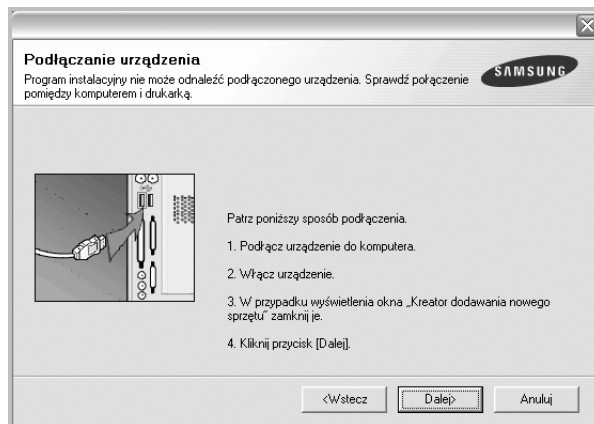 Podłączanie urządzenia
Program instalacyjny nie może odnaleźć podłączonego urządzenia. Sprawdź połączenie
pomiędzy komputerem i drukarką.
SAMSUNG
Patrz poniższy sposób podłączenia.
1. Podłącz urządzenie do komputera.
2. Włącz urządzenie.
3. W przypadku wyświetlenia okna „Kreator dodawania nowego
sprzętu" zamknij je.
4. Kliknij przycisk [Dalej].
<Wstecz
Dalej>
Anuluj